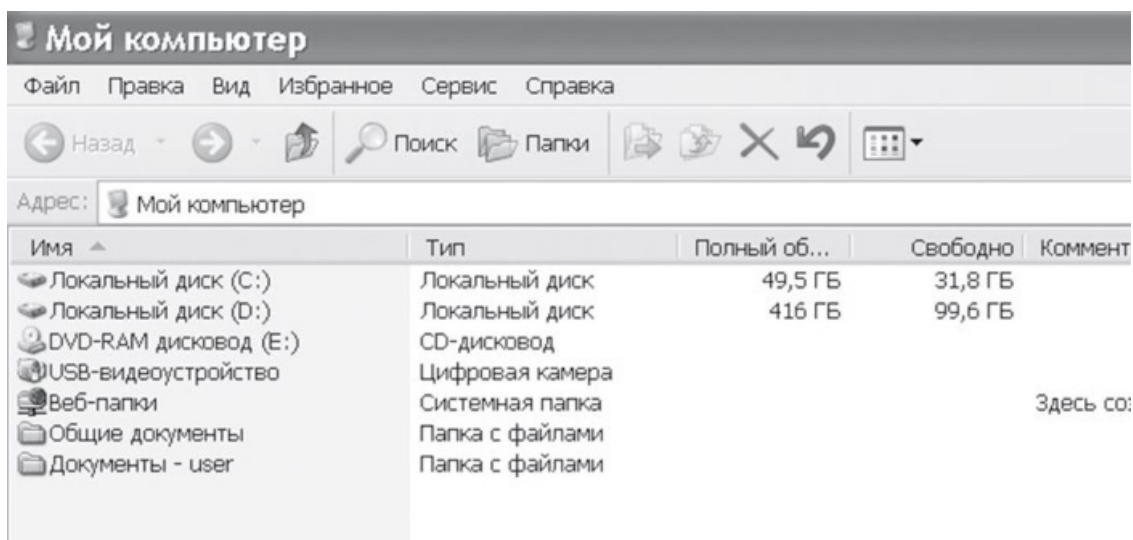 Мой компьютер
Файл Правка Вид Избранное Сервис Справка
Назад Поиск Папки
Адрес: Мой компьютер
Имя Тип Полный об... Свободно Коммент
Локальный диск (C:) Локальный диск 49,5 ГБ 31,8 ГБ
Локальный диск (D:) Локальный диск 416 ГБ 99,6 ГБ
DVD-RAM дисковод (E:) CD-дисковод
USB-видеоустройство Цифровая камера
Веб-папки Системная папка Здесь соз
Общие документы Папка с файлами
Документы - user Папка с файлами